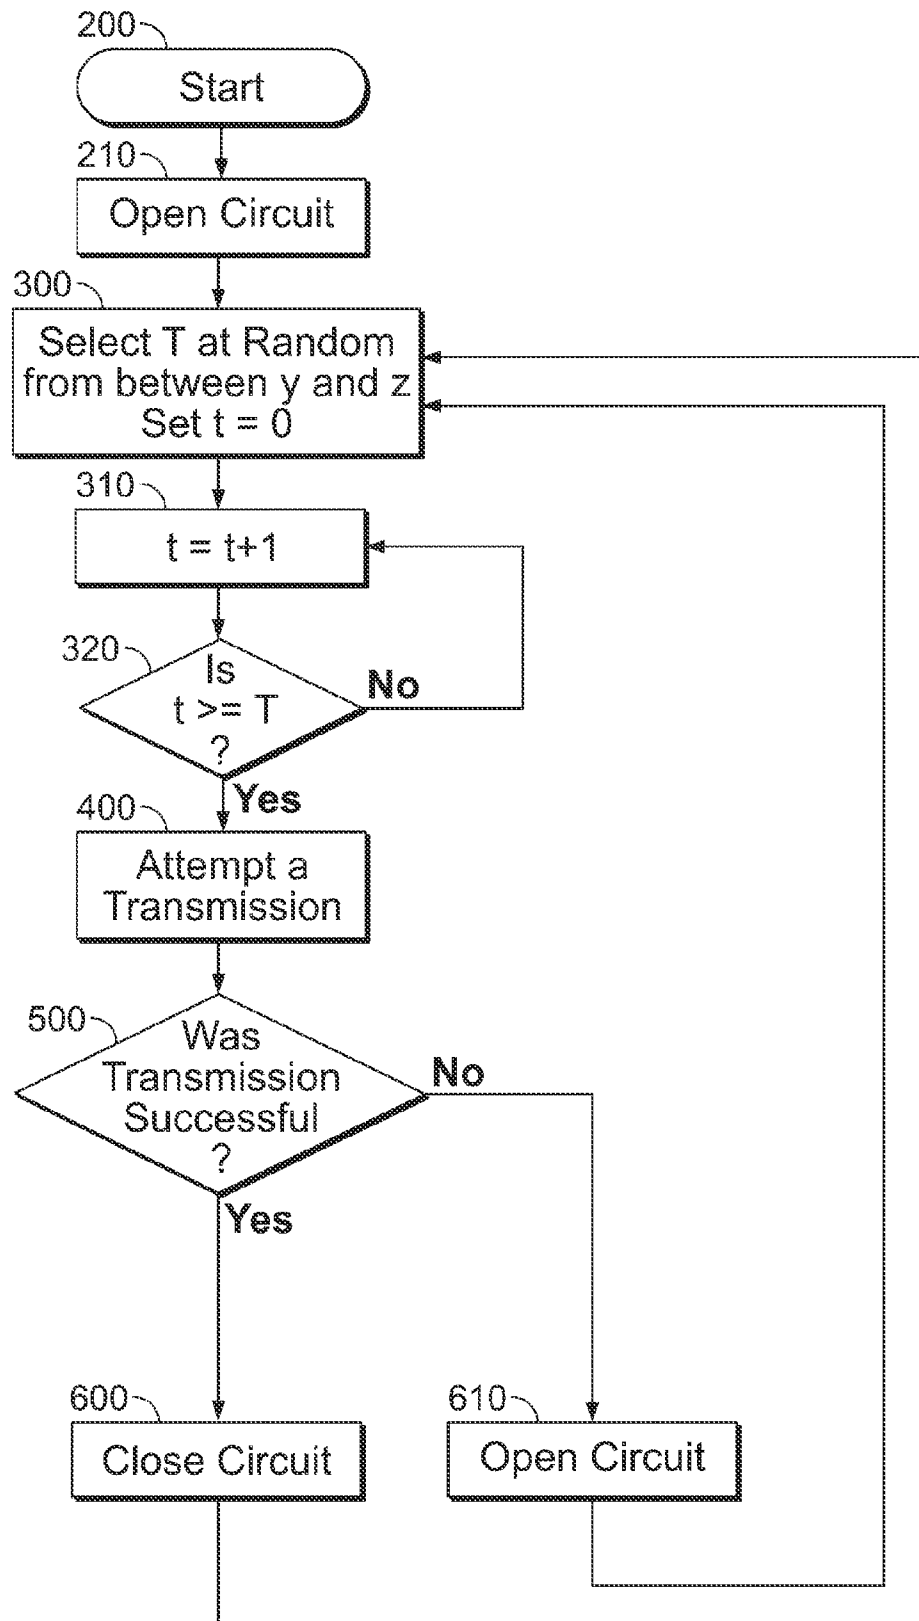 200
Start
210
Open Circuit
300
Select T at Random
from between y and z
Set t = 0
310
t = t+1
320
Is
t >= T
?
No
Yes
400
Attempt a
Transmission
500
Was
Transmission
Successful
?
No
Yes
600
Close Circuit
610
Open Circuit